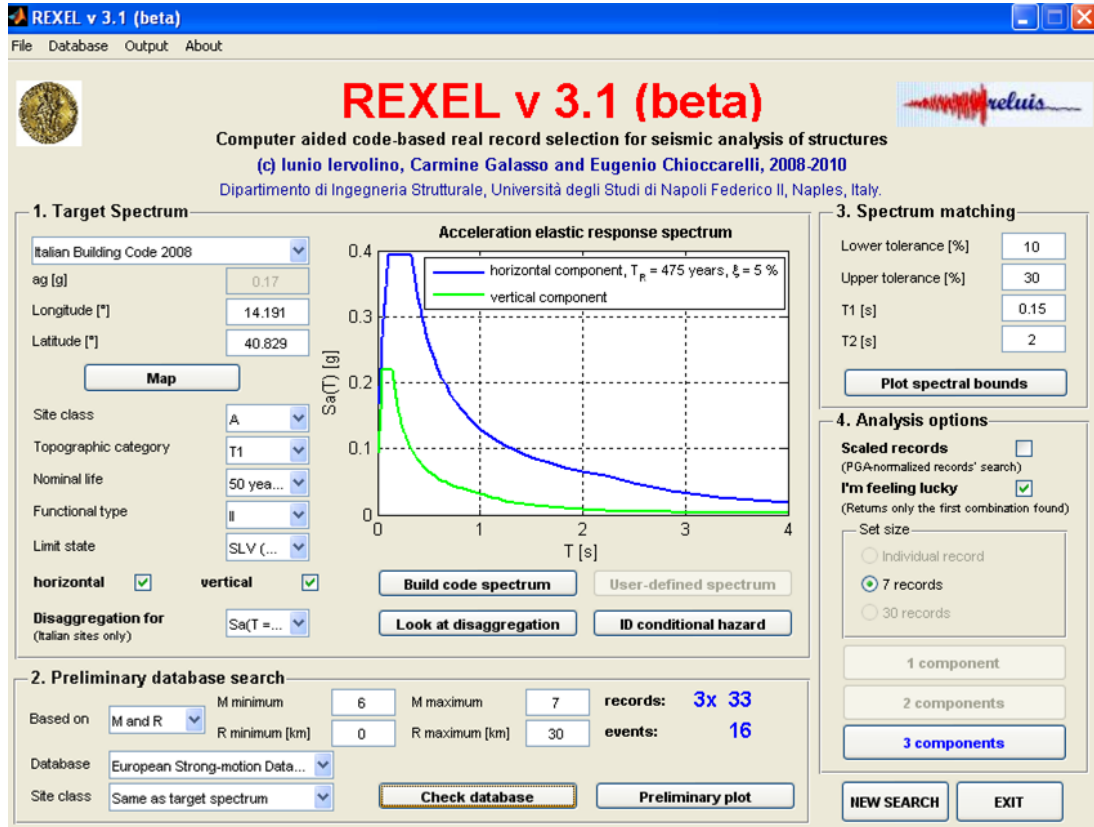 REXEL v 3.1 (beta)
File Database Output About
REXEL v 3.1 (beta)
reluis
Computer aided code-based real record selection for seismic analysis of structures
(c) Iunio Iervolino, Carmine Galasso and Eugenio Chioccarelli, 2008-2010
Dipartimento di Ingegneria Strutturale, Università degli Studi di Napoli Federico II, Naples, Italy.
1. Target Spectrum
Italian Building Code 2008
ag [g] 0.17
Longitude [°] 14.191
Latitude [°] 40.829
Map
Site class A
Topographic category T1
Nominal life 50 yea...
Functional type II
Limit state SLV (...
horizontal vertical
Disaggregation for Sa(T =...
(Italian sites only)
Acceleration elastic response spectrum
horizontal component, T_R = 475 years, ξ = 5 %
vertical component
Sa(T) [g]
0.4
0.3
0.2
0.1
0
0 1 2 3 4
T [s]
Build code spectrum User-defined spectrum
Look at disaggregation ID conditional hazard
2. Preliminary database search
Based on M and R
M minimum 6 M maximum 7 records: 3x 33
R minimum [km] 0 R maximum [km] 30 events: 16
Database European Strong-motion Data...
Site class Same as target spectrum
Check database Preliminary plot
3. Spectrum matching
Lower tolerance [%] 10
Upper tolerance [%] 30
T1 [s] 0.15
T2 [s] 2
Plot spectral bounds
4. Analysis options
Scaled records
(PGA-normalized records' search)
I'm feeling lucky
(Returns only the first combination found)
Set size
Individual record
7 records
30 records
1 component
2 components
3 components
NEW SEARCH EXIT